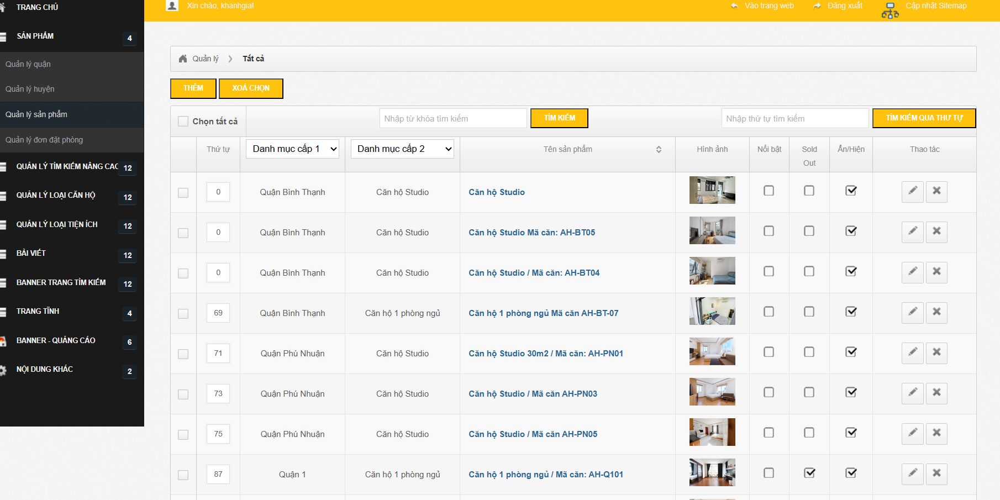 TRANG CHỦ
SẢN PHẨM 4
Quản lý quận
Quản lý huyện
Quản lý sản phẩm
Quản lý đơn đặt phòng
QUẢN LÝ TÌM KIẾM NÂNG CAO 12
QUẢN LÝ LOẠI CĂN HỘ 12
QUẢN LÝ LOẠI TIỆN ÍCH 12
BÀI VIẾT 12
BANNER TRANG TÌM KIẾM 12
TRANG TĨNH 4
BANNER - QUẢNG CÁO 6
NỘI DUNG KHÁC 2
Xin chào, khanhgia!
Vào trang web Đăng xuất Cập nhật Sitemap
Quản lý Tất cả
THÊM XOÁ CHỌN
Chọn tất cả Nhập từ khóa tìm kiếm TÌM KIẾM Nhập thứ tự tìm kiếm TÌM KIẾM QUA THƯ TỰ
Thứ tự Danh mục cấp 1 Danh mục cấp 2 Tên sản phẩm Hình ảnh Nổi bật Sold Out Ẩn/Hiện Thao tác
0 Quận Bình Thạnh Căn hộ Studio Căn hộ Studio
0 Quận Bình Thạnh Căn hộ Studio Căn hộ Studio Mã căn: AH-BT05
0 Quận Bình Thạnh Căn hộ Studio Căn hộ Studio / Mã căn: AH-BT04
69 Quận Bình Thạnh Căn hộ 1 phòng ngủ Căn hộ 1 phòng ngủ Mã căn AH-BT-07
71 Quận Phú Nhuận Căn hộ Studio Căn hộ Studio 30m2 / Mã căn: AH-PN01
73 Quận Phú Nhuận Căn hộ Studio Căn hộ Studio / Mã căn AH-PN03
75 Quận Phú Nhuận Căn hộ Studio Căn hộ Studio / Mã căn AH-PN05
87 Quận 1 Căn hộ 1 phòng ngủ Căn hộ 1 phòng ngủ / Mã căn: AH-Q101